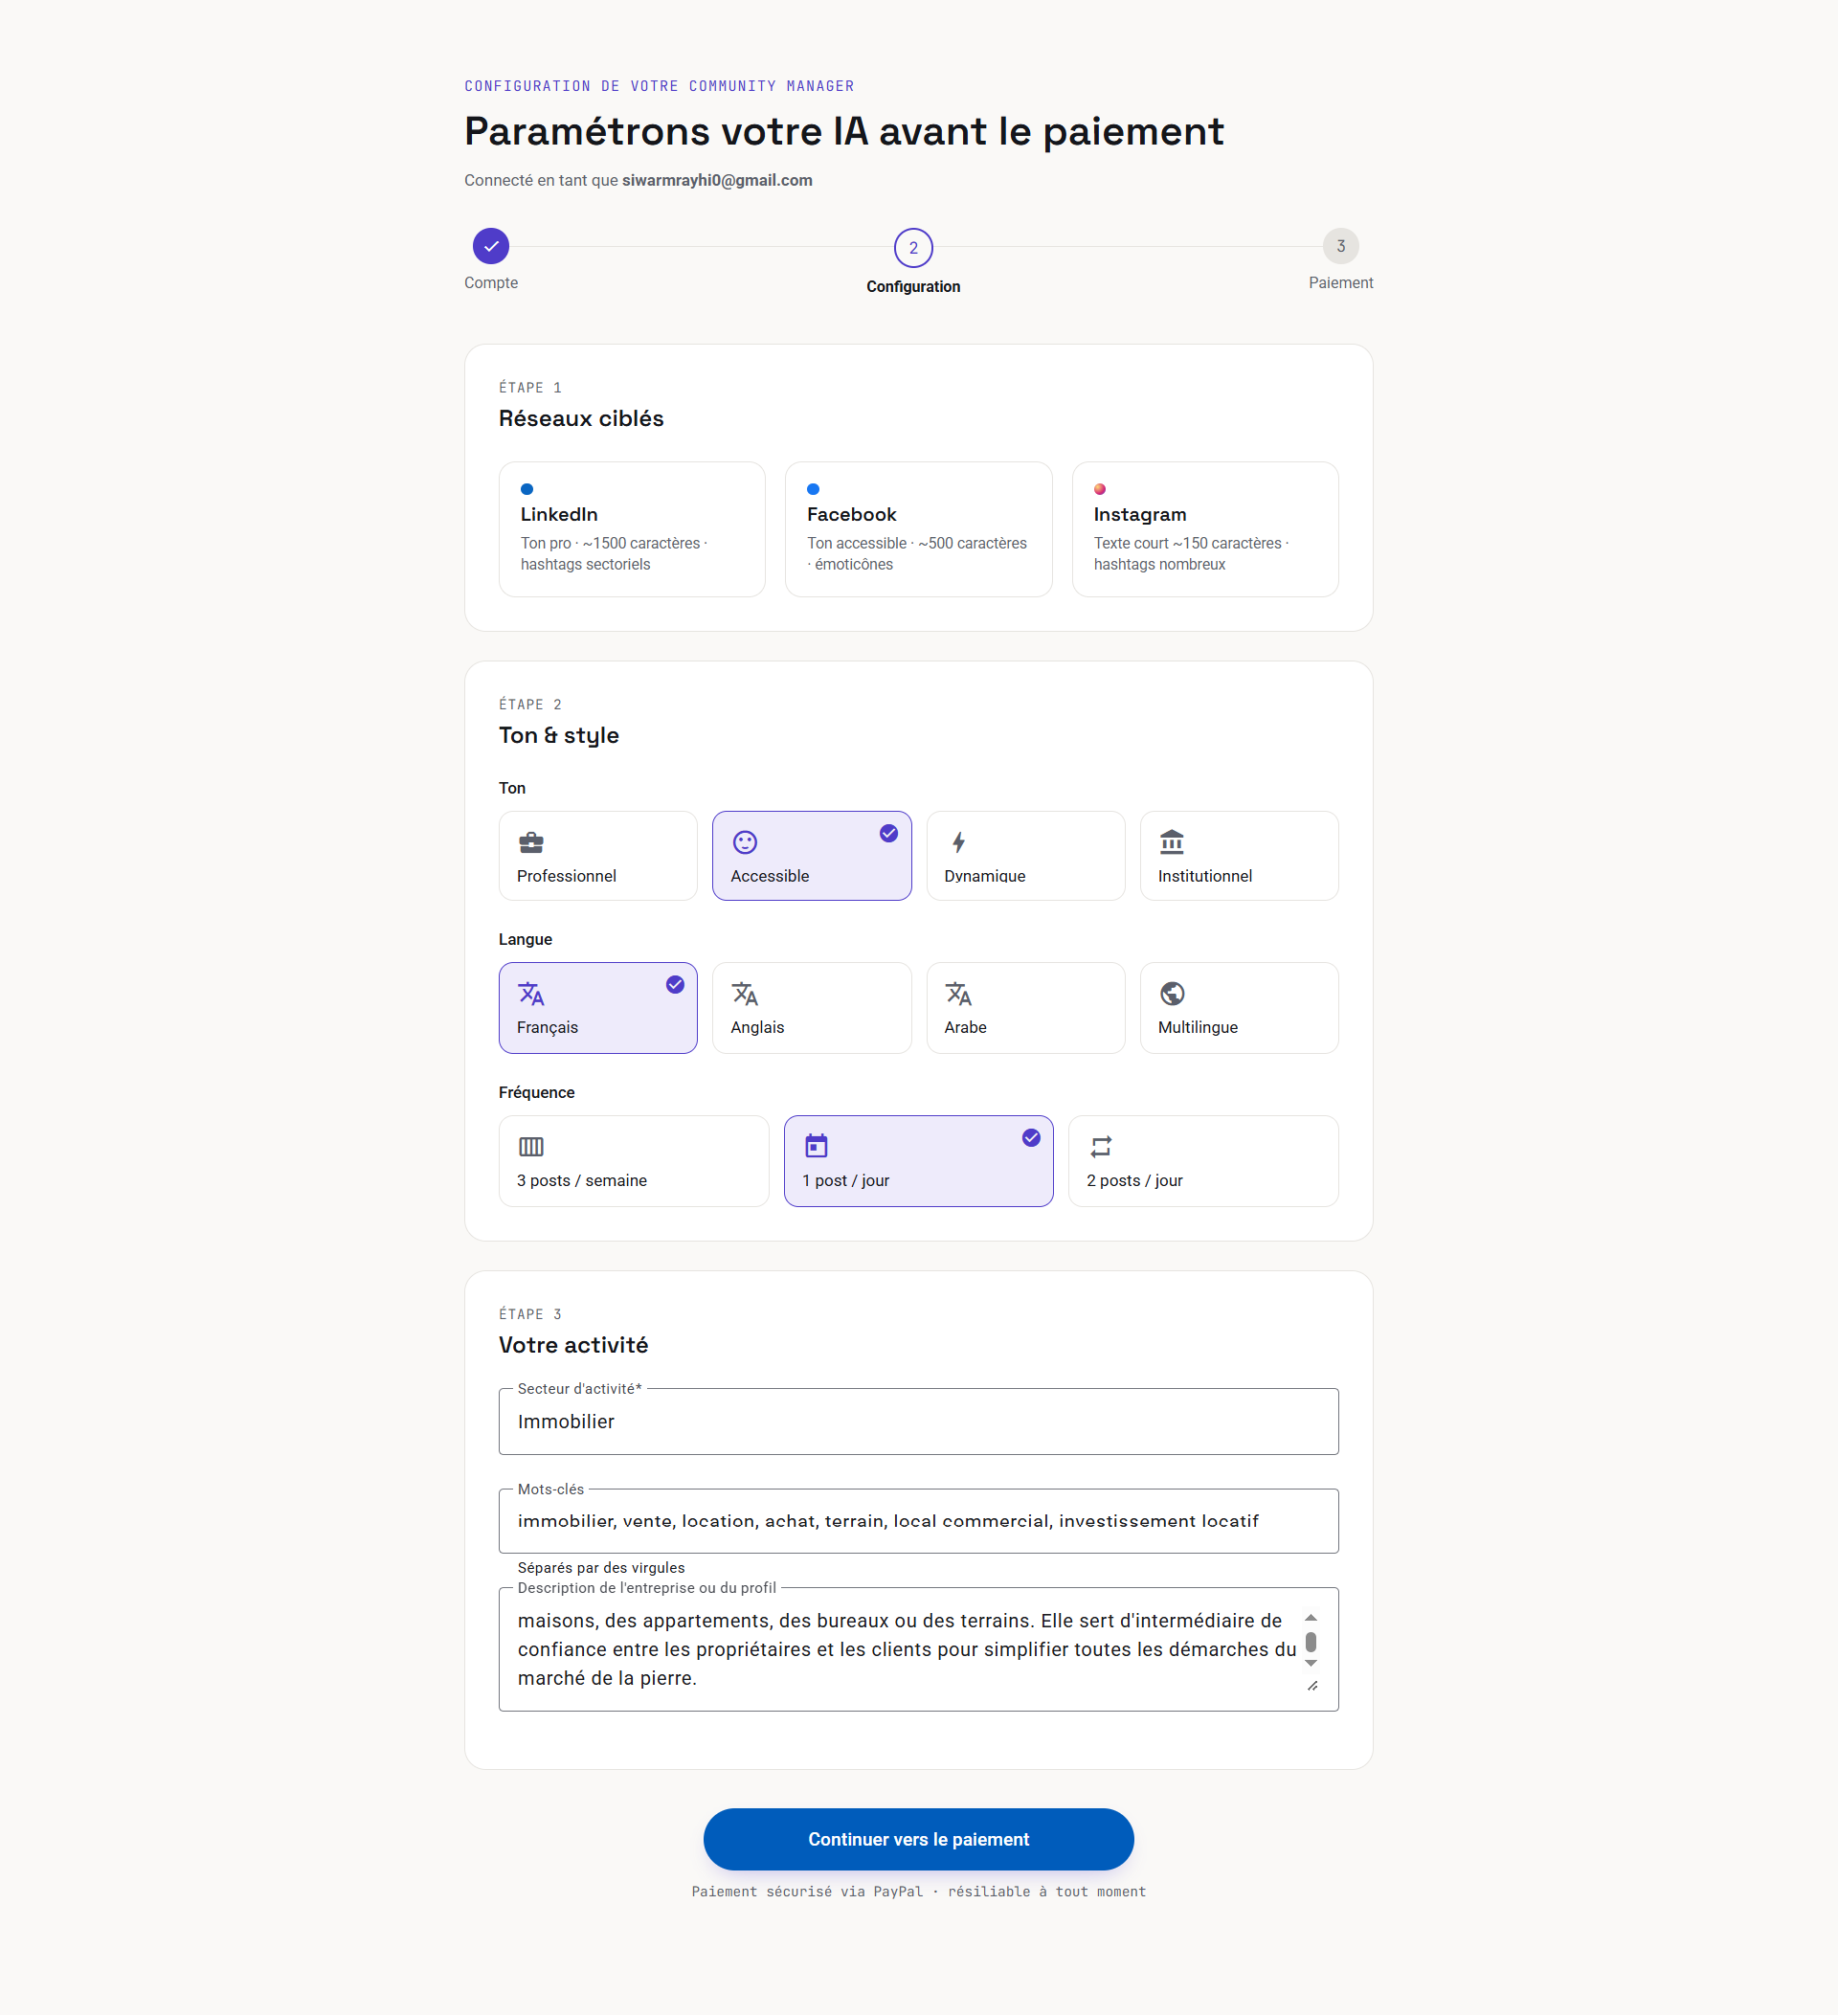 CONFIGURATION DE VOTRE COMMUNITY MANAGER
Paramétrons votre IA avant le paiement
Connecté en tant que siwarmrayhi0@gmail.com
2
3
Compte
Configuration
Paiement
ÉTAPE 1
Réseaux ciblés
LinkedIn
Ton pro · ~1500 caractères ·
hashtags sectoriels
Facebook
Ton accessible · ~500 caractères
· émoticônes
Instagram
Texte court ~150 caractères ·
hashtags nombreux
ÉTAPE 2
Ton & style
Ton
Professionnel
Accessible
Dynamique
Institutionnel
Langue
Français
Anglais
Arabe
Multilingue
Fréquence
3 posts / semaine
1 post / jour
2 posts / jour
ÉTAPE 3
Votre activité
Secteur d'activité*
Immobilier
Mots-clés
immobilier, vente, location, achat, terrain, local commercial, investissement locatif
Séparés par des virgules
Description de l'entreprise ou du profil
maisons, des appartements, des bureaux ou des terrains. Elle sert d'intermédiaire de
confiance entre les propriétaires et les clients pour simplifier toutes les démarches du
marché de la pierre.
Continuer vers le paiement
Paiement sécurisé via PayPal · résiliable à tout moment